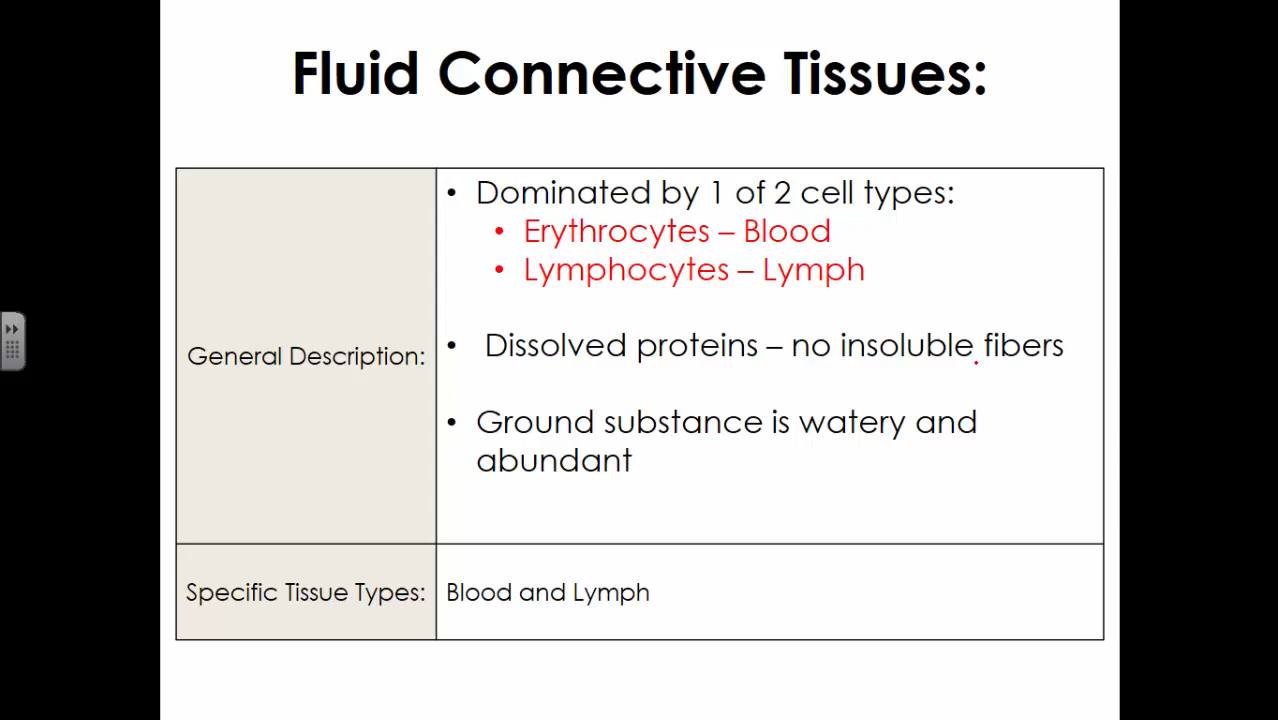 Fluid Connective Tissues:
General Description:
• Dominated by 1 of 2 cell types:
• Erythrocytes – Blood
• Lymphocytes – Lymph
• Dissolved proteins – no insoluble fibers
• Ground substance is watery and
abundant
Specific Tissue Types:
Blood and Lymph